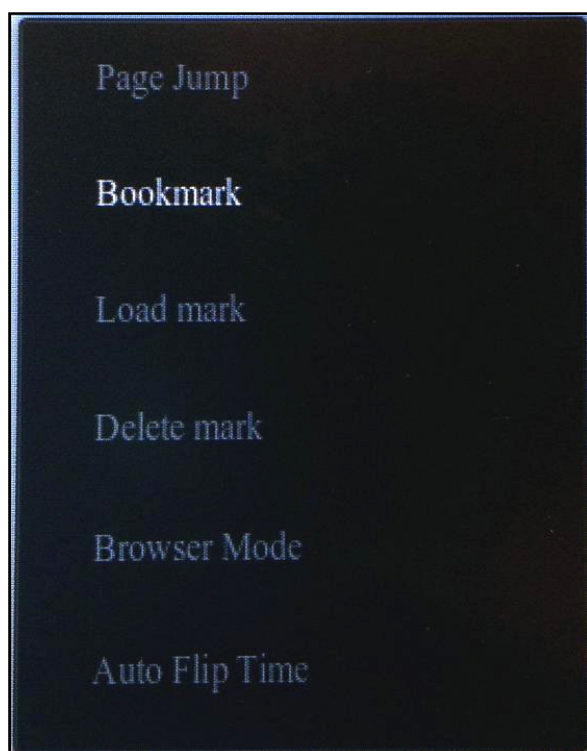 Page Jump
Bookmark
Load mark
Delete mark
Browser Mode
Auto Flip Time